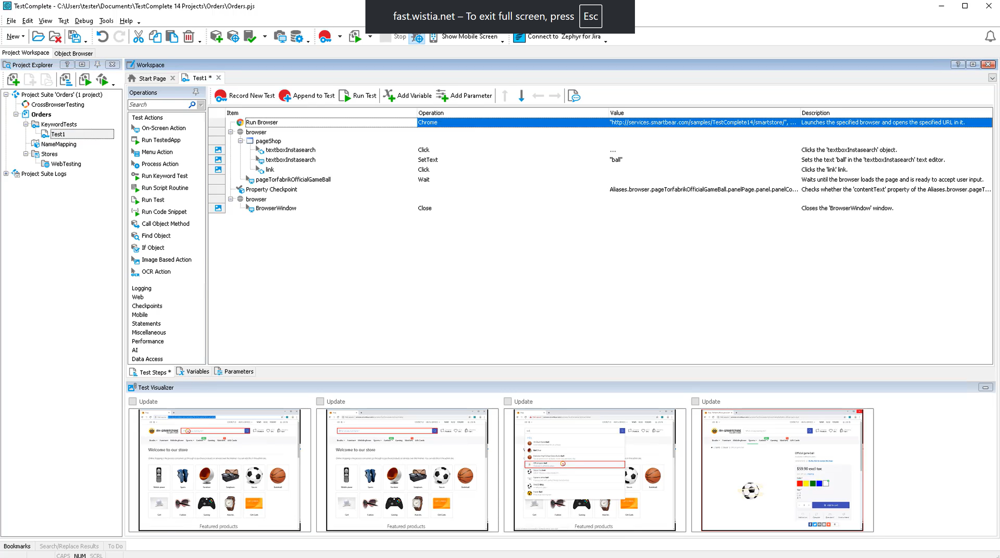 TestComplete - C:\Users\tester\Documents\TestComplete 14 Projects\Orders\Orders.pjs
fast.wistia.net – To exit full screen, press Esc
File Edit View Test Debug Tools Help
New Stop Show Mobile Screen Connect to Zephyr for Jira
Project Workspace Object Browser
Project Explorer
Workspace
Start Page Test1 *
Project Suite 'Orders' (1 project)
CrossBrowserTesting
Orders
KeywordTests
Test1
NameMapping
Stores
WebTesting
Project Suite Logs
Operations
Search
Test Actions
On-Screen Action
Run TestedApp
Menu Action
Process Action
Run Keyword Test
Run Script Routine
Run Test
Run Code Snippet
Call Object Method
Find Object
If Object
Image Based Action
OCR Action
Logging
Web
Checkpoints
Mobile
Statements
Miscellaneous
Performance
AI
Data Access
Record New Test Append to Test Run Test Add Variable Add Parameter
Item Operation Value Description
Run Browser Chrome "http://services.smartbear.com/samples/TestComplete14/smartstore/", ... Launches the specified browser and opens the specified URL in it.
browser
pageShop
textboxInstasearch Click ... Clicks the 'textboxInstasearch' object.
textboxInstasearch SetText "ball" Sets the text 'ball' in the 'textboxInstasearch' text editor.
link Click Clicks the 'link' link.
pageTorfabrikOfficialGameBall Wait Waits until the browser loads the page and is ready to accept user input.
Property Checkpoint Aliases.browser.pageTorfabrikOfficialGameBall.panelPage.panel.panelCo... Checks whether the 'contentText' property of the Aliases.browser.pageT...
browser
BrowserWindow Close Closes the 'BrowserWindow' window.
Test Steps * Variables Parameters
Test Visualizer
Update Update Update Update
MY-SMARTSTORE
Welcome to our store
Featured products
Welcome to our store
Featured products
Featured products
MY-SMARTSTORE
Official game ball
$59.90 excl tax
Add to cart
Bookmarks Search/Replace Results To Do
CAPS NUM SCRL